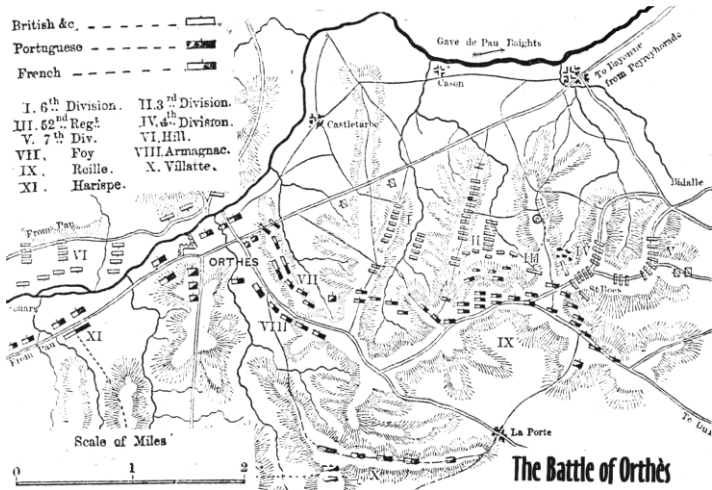 British &c
Portuguese
French
I. 6th Division. II. 3rd Division.
III. 52nd Regt IV. 4th Division.
V. 7th Div. VI. Hill.
VII. Foy VIII. Armagnac.
IX Reille. X. Villatte.
XI Harispe.
Gave de Pau Baights
To Bayonne
from Peyrehorade
Cason
Castletarbe
Bidalle
From Pau
VI
ORTHES
I
II
III
IV
V
St Boes
VII
VIII
IX
XI
From Pau
La Porte
To
X
Scale of Miles
0 1 2
The Battle of Orthès